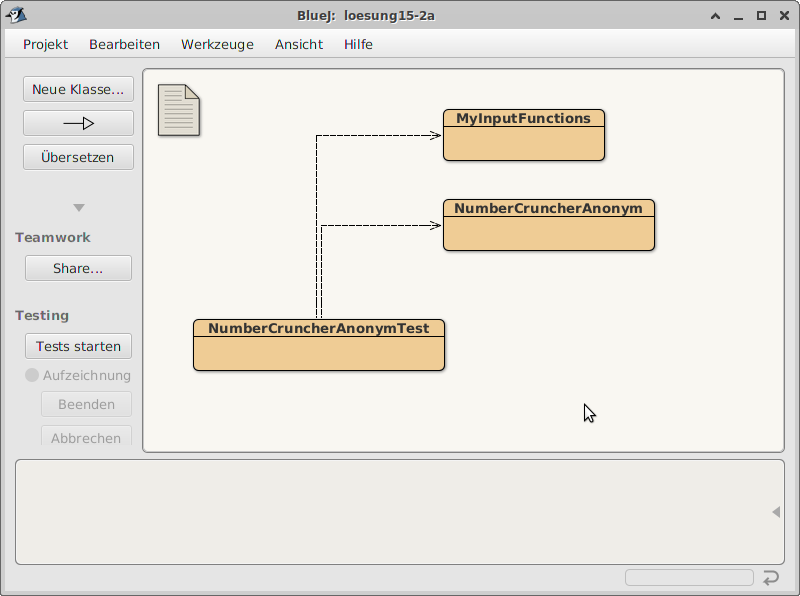 BlueJ: loesung15-2a
Projekt Bearbeiten Werkzeuge Ansicht Hilfe
Neue Klasse...
Übersetzen
Teamwork
Share...
Testing
Tests starten
Aufzeichnung
Beenden
Abbrechen
MyInputFunctions
NumberCruncherAnonym
NumberCruncherAnonymTest